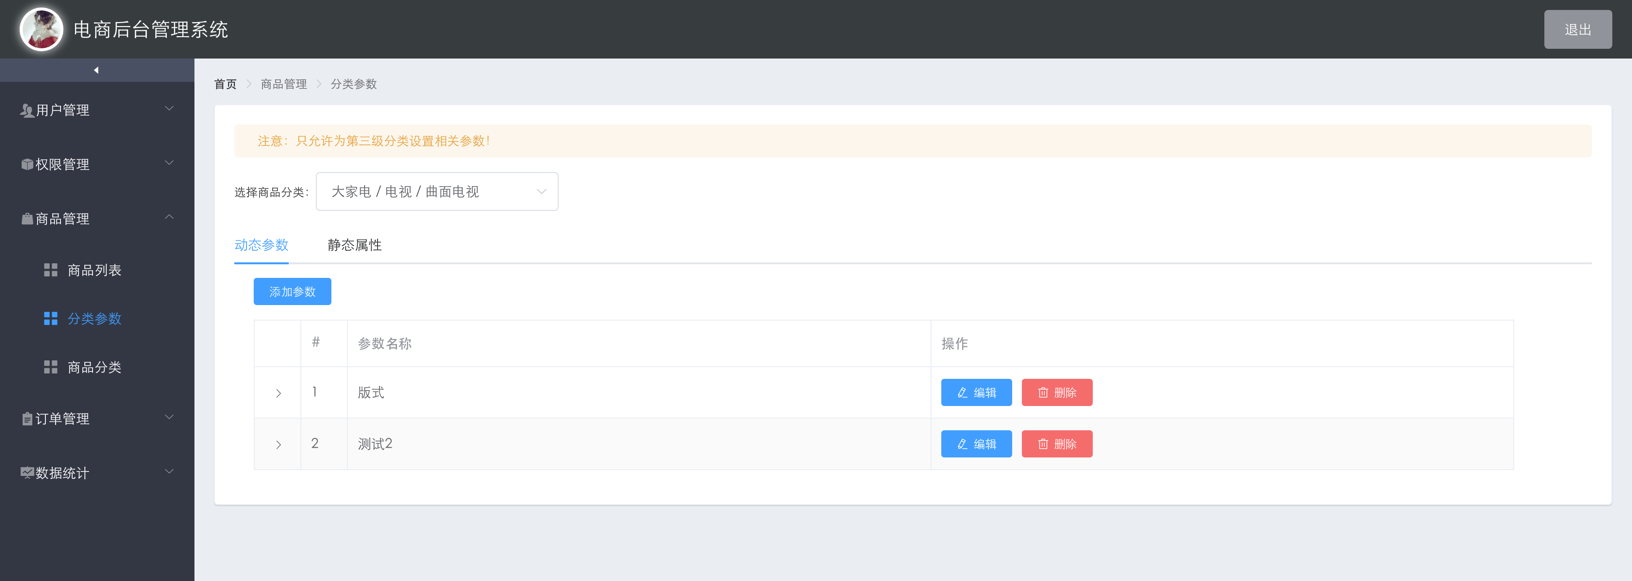 电商后台管理系统
退出
首页 商品管理 分类参数
用户管理
权限管理
商品管理
商品列表
分类参数
商品分类
订单管理
数据统计
注意：只允许为第三级分类设置相关参数！
选择商品分类： 大家电 / 电视 / 曲面电视
动态参数 静态属性
添加参数
# 参数名称 操作
1 版式 编辑 删除
2 测试2 编辑 删除